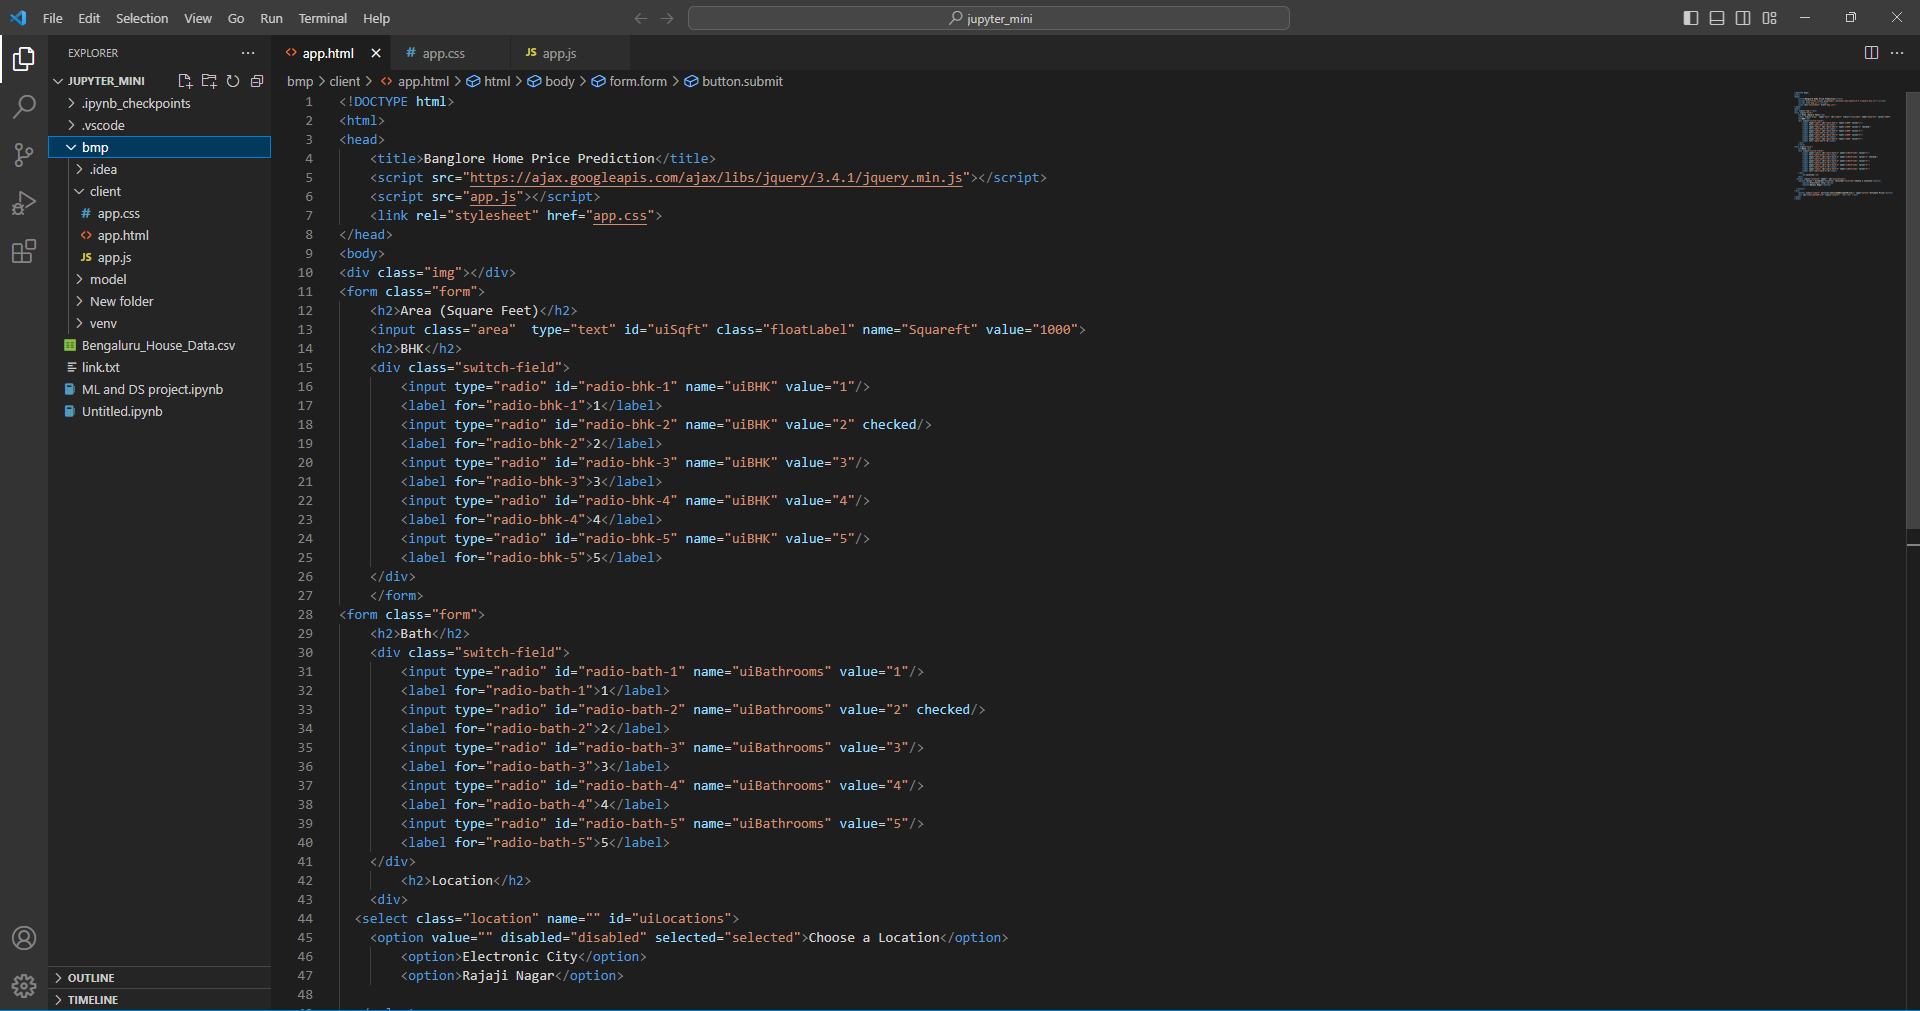 File Edit Selection View Go Run Terminal Help
jupyter_mini
EXPLORER
JUPYTER_MINI
.ipynb_checkpoints
.vscode
bmp
.idea
client
# app.css
<> app.html
JS app.js
model
New folder
venv
Bengaluru_House_Data.csv
link.txt
ML and DS project.ipynb
Untitled.ipynb
OUTLINE
TIMELINE
<> app.html # app.css JS app.js
bmp > client > <> app.html > html > body > form.form > button.submit
1 <!DOCTYPE html>
2 <html>
3 <head>
4 <title>Banglore Home Price Prediction</title>
5 <script src="https://ajax.googleapis.com/ajax/libs/jquery/3.4.1/jquery.min.js"></script>
6 <script src="app.js"></script>
7 <link rel="stylesheet" href="app.css">
8 </head>
9 <body>
10 <div class="img"></div>
11 <form class="form">
12 <h2>Area (Square Feet)</h2>
13 <input class="area"  type="text" id="uiSqft" class="floatLabel" name="Squareft" value="1000">
14 <h2>BHK</h2>
15 <div class="switch-field">
16 <input type="radio" id="radio-bhk-1" name="uiBHK" value="1"/>
17 <label for="radio-bhk-1">1</label>
18 <input type="radio" id="radio-bhk-2" name="uiBHK" value="2" checked/>
19 <label for="radio-bhk-2">2</label>
20 <input type="radio" id="radio-bhk-3" name="uiBHK" value="3"/>
21 <label for="radio-bhk-3">3</label>
22 <input type="radio" id="radio-bhk-4" name="uiBHK" value="4"/>
23 <label for="radio-bhk-4">4</label>
24 <input type="radio" id="radio-bhk-5" name="uiBHK" value="5"/>
25 <label for="radio-bhk-5">5</label>
26 </div>
27 </form>
28 <form class="form">
29 <h2>Bath</h2>
30 <div class="switch-field">
31 <input type="radio" id="radio-bath-1" name="uiBathrooms" value="1"/>
32 <label for="radio-bath-1">1</label>
33 <input type="radio" id="radio-bath-2" name="uiBathrooms" value="2" checked/>
34 <label for="radio-bath-2">2</label>
35 <input type="radio" id="radio-bath-3" name="uiBathrooms" value="3"/>
36 <label for="radio-bath-3">3</label>
37 <input type="radio" id="radio-bath-4" name="uiBathrooms" value="4"/>
38 <label for="radio-bath-4">4</label>
39 <input type="radio" id="radio-bath-5" name="uiBathrooms" value="5"/>
40 <label for="radio-bath-5">5</label>
41 </div>
42 <h2>Location</h2>
43 <div>
44 <select class="location" name="" id="uiLocations">
45 <option value="" disabled="disabled" selected="selected">Choose a Location</option>
46 <option>Electronic City</option>
47 <option>Rajaji Nagar</option>
48